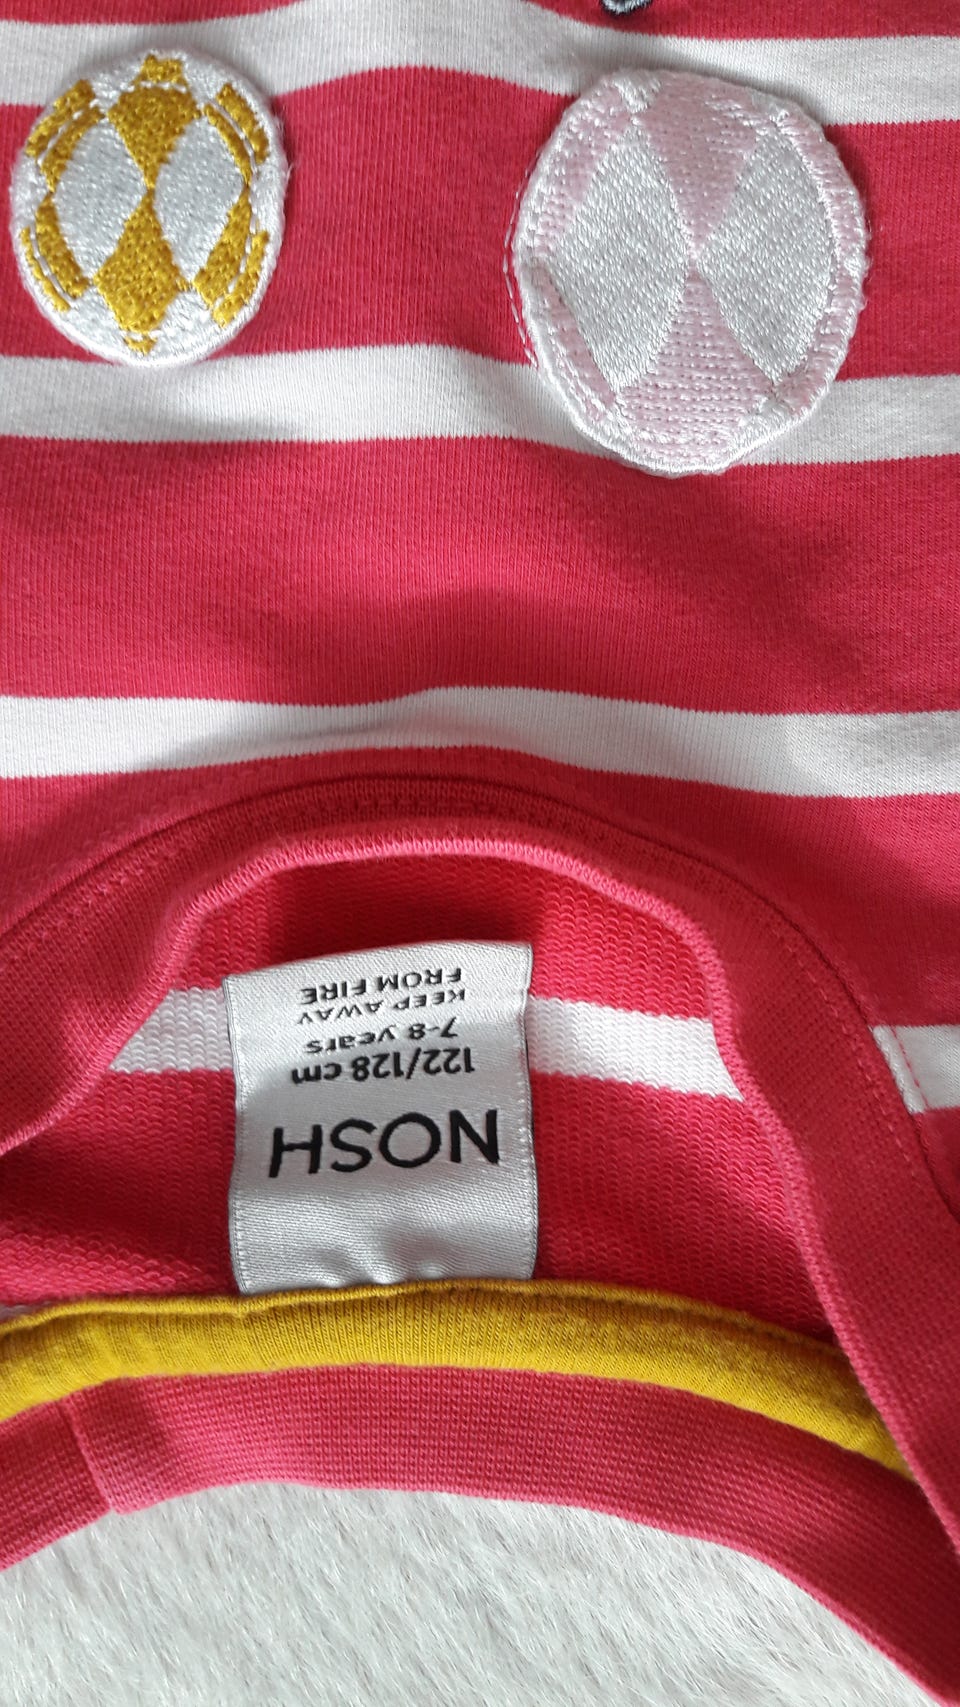 NOSH
122/128 cm
7-8 years
KEEP AWAY
FROM FIRE